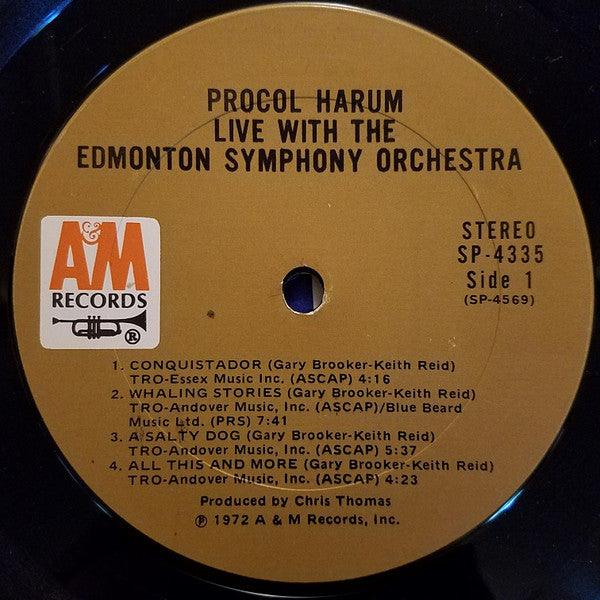 PROCOL HARUM
LIVE WITH THE
EDMONTON SYMPHONY ORCHESTRA
A&M
RECORDS
®
STEREO
SP-4335
Side 1
(SP-4569)
1. CONQUISTADOR (Gary Brooker-Keith Reid)
TRO-Essex Music Inc. (ASCAP) 4:16
2. WHALING STORIES (Gary Brooker-Keith Reid)
TRO-Andover Music, Inc. (ASCAP)/Blue Beard
Music Ltd. (PRS) 7:41
3. A SALTY DOG (Gary Brooker-Keith Reid)
TRO-Andover Music, Inc. (ASCAP) 5:37
4. ALL THIS AND MORE (Gary Brooker-Keith Reid)
TRO-Andover Music, Inc. (ASCAP) 4:23
Produced by Chris Thomas
℗ 1972 A & M Records, Inc.